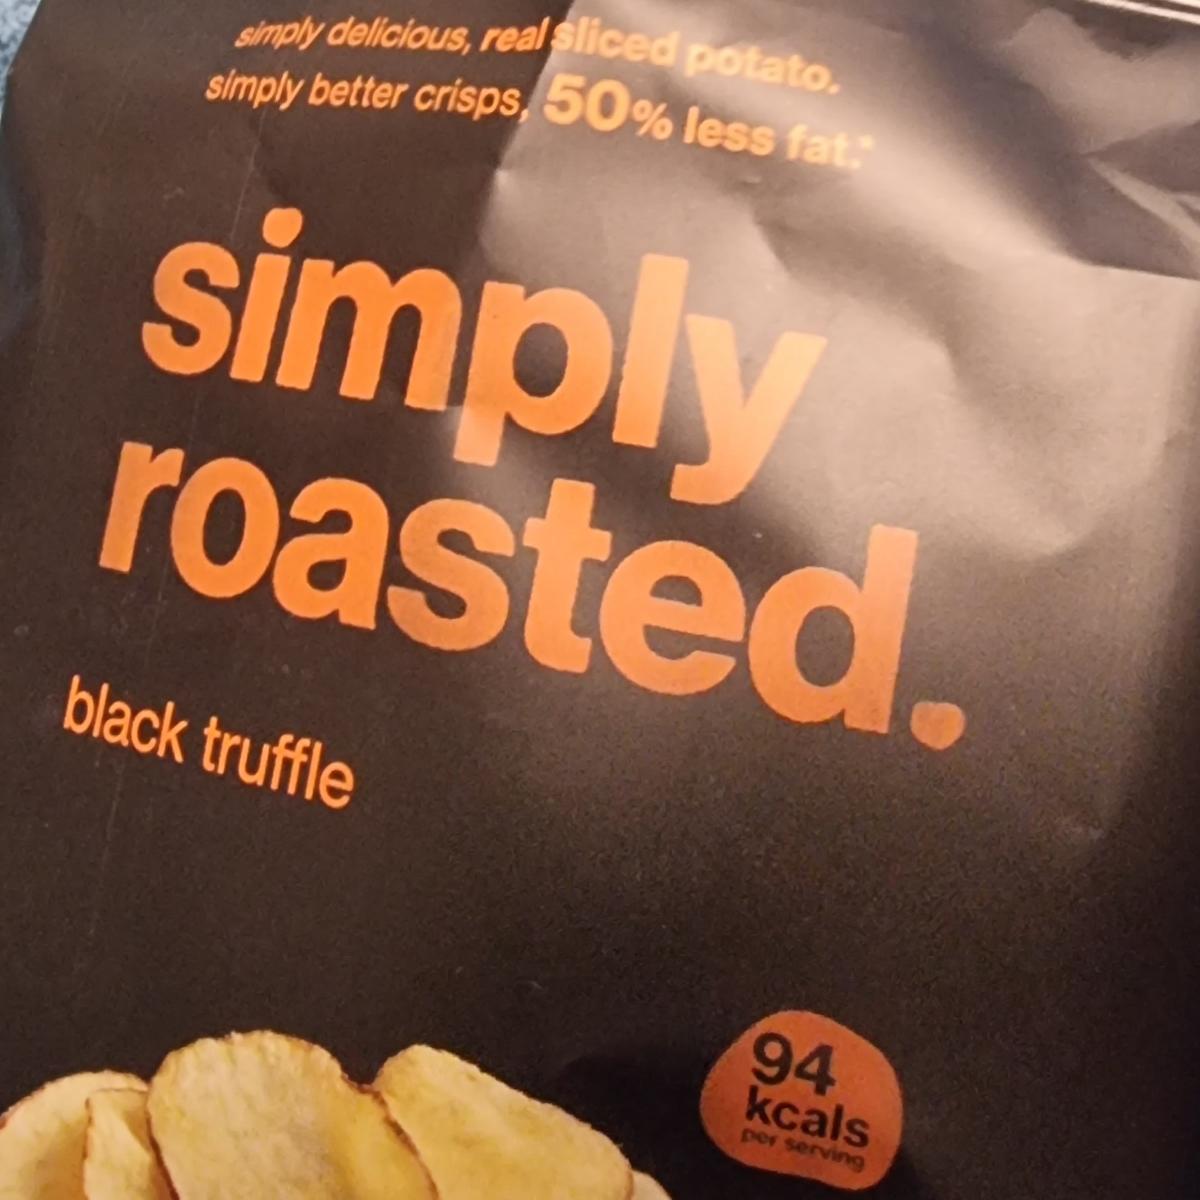 simply delicious, real sliced potato.
simply better crisps, 50% less fat.*
simply
roasted.
black truffle
94
kcals
per serving